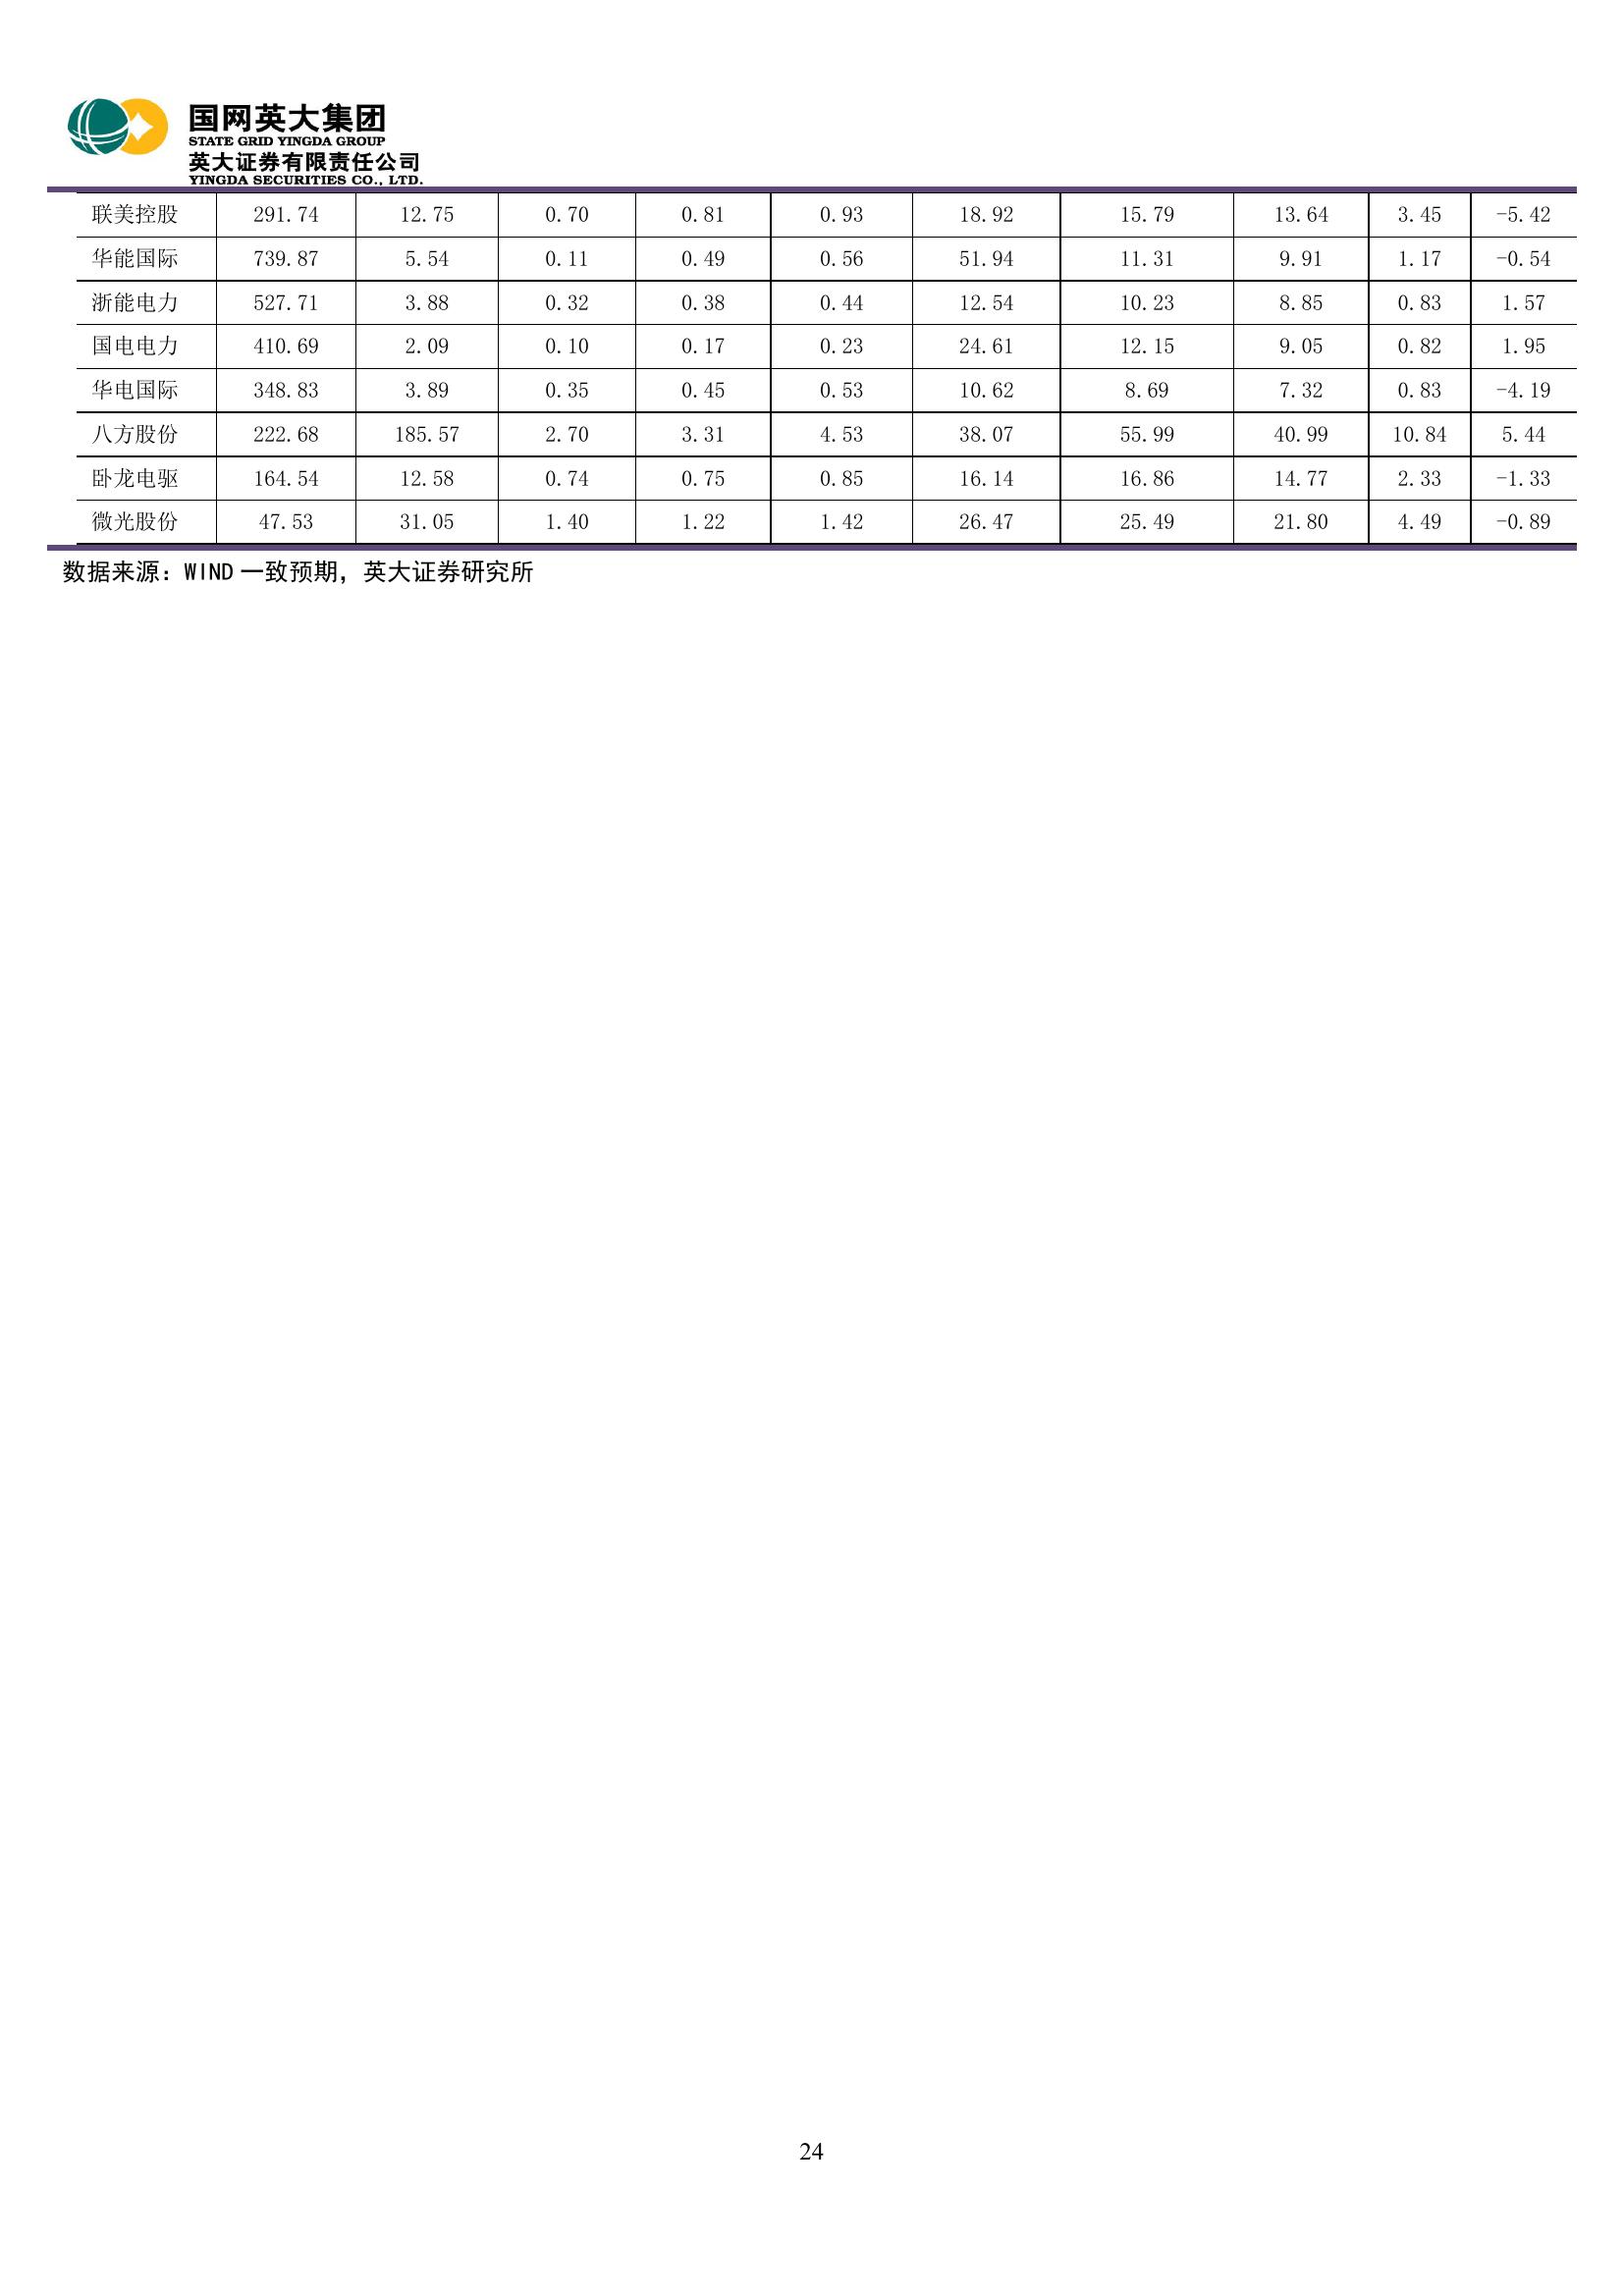 国网英大集团
STATE GRID YINGDA GROUP
英大证券有限责任公司
YINGDA SECURITIES CO., LTD.
联美控股 291.74 12.75 0.70 0.81 0.93 18.92 15.79 13.64 3.45 -5.42
华能国际 739.87 5.54 0.11 0.49 0.56 51.94 11.31 9.91 1.17 -0.54
浙能电力 527.71 3.88 0.32 0.38 0.44 12.54 10.23 8.85 0.83 1.57
国电电力 410.69 2.09 0.10 0.17 0.23 24.61 12.15 9.05 0.82 1.95
华电国际 348.83 3.89 0.35 0.45 0.53 10.62 8.69 7.32 0.83 -4.19
八方股份 222.68 185.57 2.70 3.31 4.53 38.07 55.99 40.99 10.84 5.44
卧龙电驱 164.54 12.58 0.74 0.75 0.85 16.14 16.86 14.77 2.33 -1.33
微光股份 47.53 31.05 1.40 1.22 1.42 26.47 25.49 21.80 4.49 -0.89
数据来源：WIND 一致预期，英大证券研究所
24